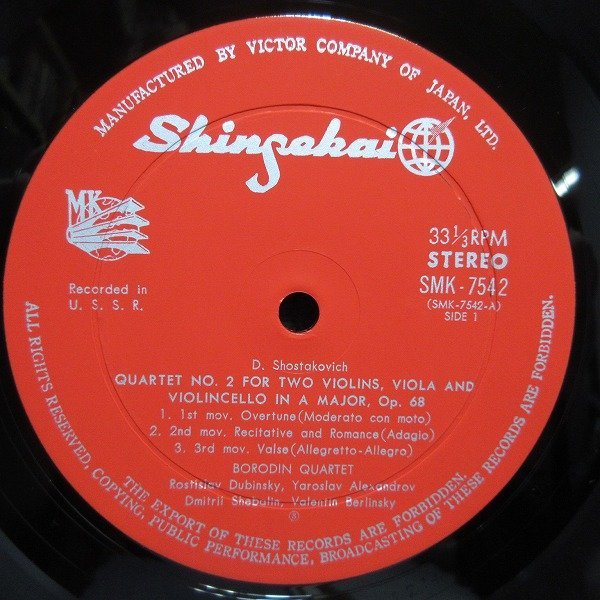 MANUFACTURED BY VICTOR COMPANY OF JAPAN, LTD.
Shinsekai
MK
Recorded in
U. S. S. R.
33 1/3 RPM
STEREO
SMK - 7542
(SMK-7542-A)
SIDE 1
D. Shostakovich
QUARTET NO. 2 FOR TWO VIOLINS, VIOLA AND
VIOLINCELLO IN A MAJOR, Op. 68
1. 1st mov. Overtune(Moderato con moto)
2. 2nd mov. Recitative and Romance(Adagio)
3. 3rd mov. Valse(Allegretto-Allegro)
BORODIN QUARTET
Rostislav Dubinsky, Yaroslav Alexandrov
Dmitrii Shebalin, Valentin Berlinsky
Ⓢ
ALL RIGHTS RESERVED, COPYING, PUBLIC PERFORMANCE, BROADCASTING OF THESE RECORDS ARE FORBIDDEN.
THE EXPORT OF THESE RECORDS ARE FORBIDDEN.